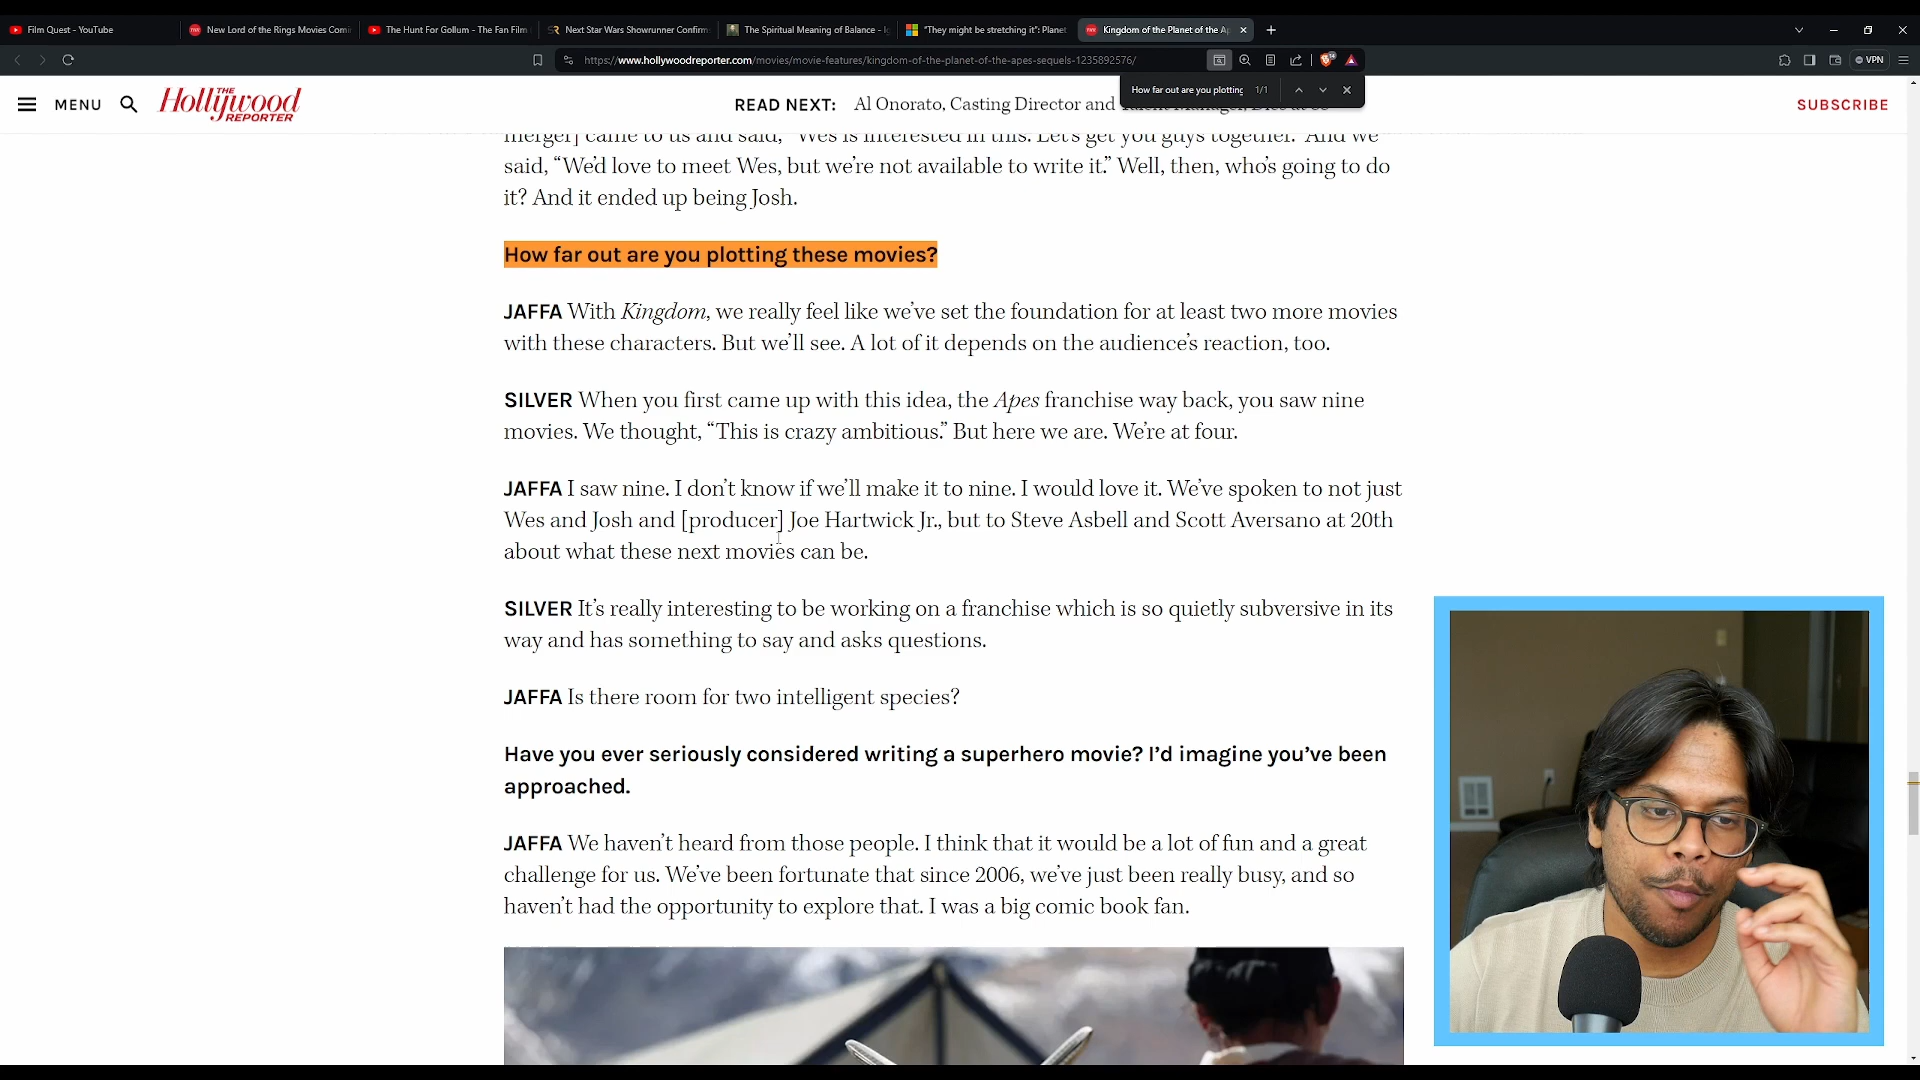 Film Quest - YouTube
New Lord of the Rings Movies Comi
The Hunt For Gollum - The Fan Film
Next Star Wars Showrunner Confirm
The Spiritual Meaning of Balance -
"They might be stretching it": Planet
Kingdom of the Planet of the Ap
https://www.hollywoodreporter.com/movies/movie-features/kingdom-of-the-planet-of-the-apes-sequels-1235892576/
VPN
How far out are you plotting 1/1
MENU
THE Hollywood REPORTER
READ NEXT: Al Onorato, Casting Director and
SUBSCRIBE
merger] came to us and said, “Wes is interested in this. Let’s get you guys together.” And we
said, “We’d love to meet Wes, but we’re not available to write it.” Well, then, who’s going to do
it? And it ended up being Josh.
How far out are you plotting these movies?
JAFFA With Kingdom, we really feel like we’ve set the foundation for at least two more movies
with these characters. But we’ll see. A lot of it depends on the audience’s reaction, too.
SILVER When you first came up with this idea, the Apes franchise way back, you saw nine
movies. We thought, “This is crazy ambitious.” But here we are. We’re at four.
JAFFA I saw nine. I don’t know if we’ll make it to nine. I would love it. We’ve spoken to not just
Wes and Josh and [producer] Joe Hartwick Jr., but to Steve Asbell and Scott Aversano at 20th
about what these next movies can be.
SILVER It’s really interesting to be working on a franchise which is so quietly subversive in its
way and has something to say and asks questions.
JAFFA Is there room for two intelligent species?
Have you ever seriously considered writing a superhero movie? I’d imagine you’ve been
approached.
JAFFA We haven’t heard from those people. I think that it would be a lot of fun and a great
challenge for us. We’ve been fortunate that since 2006, we’ve just been really busy, and so
haven’t had the opportunity to explore that. I was a big comic book fan.